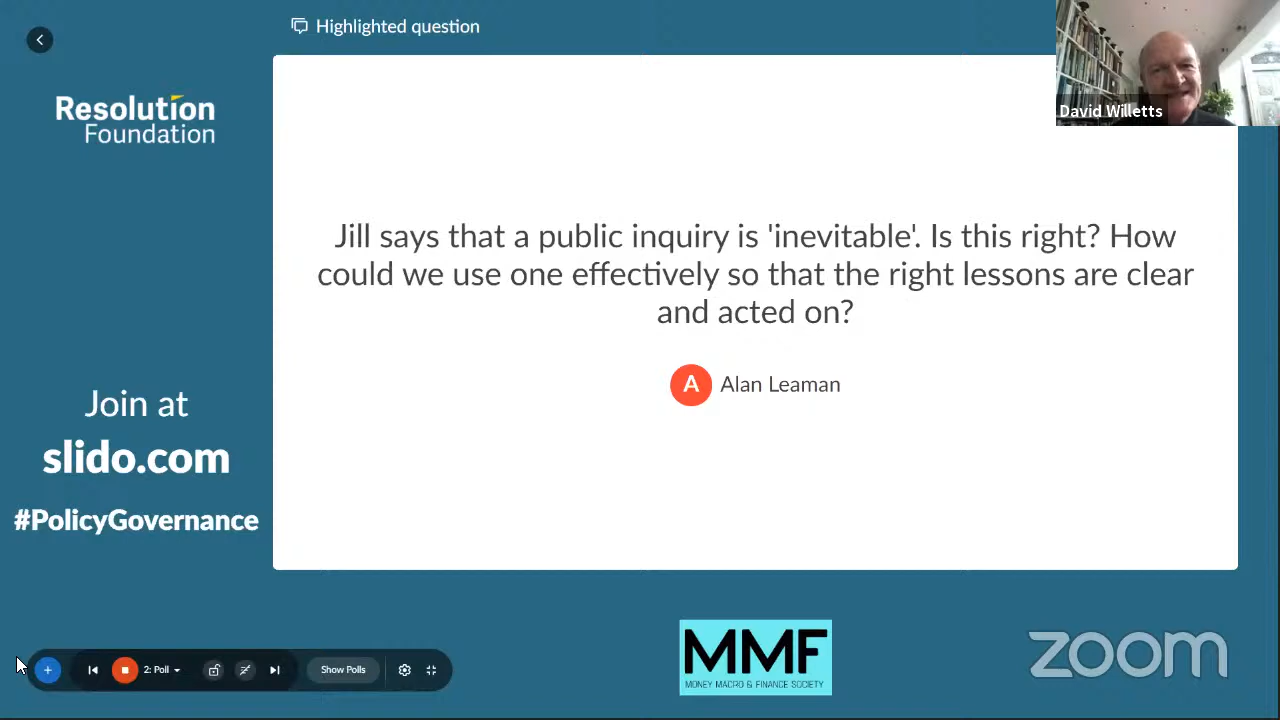 Highlighted question
David Willetts
Resolution
Foundation
Jill says that a public inquiry is 'inevitable'. Is this right? How
could we use one effectively so that the right lessons are clear
and acted on?
A Alan Leaman
Join at
slido.com
#PolicyGovernance
2: Poll
Show Polls
MMF
MONEY MACRO & FINANCE SOCIETY
zoom